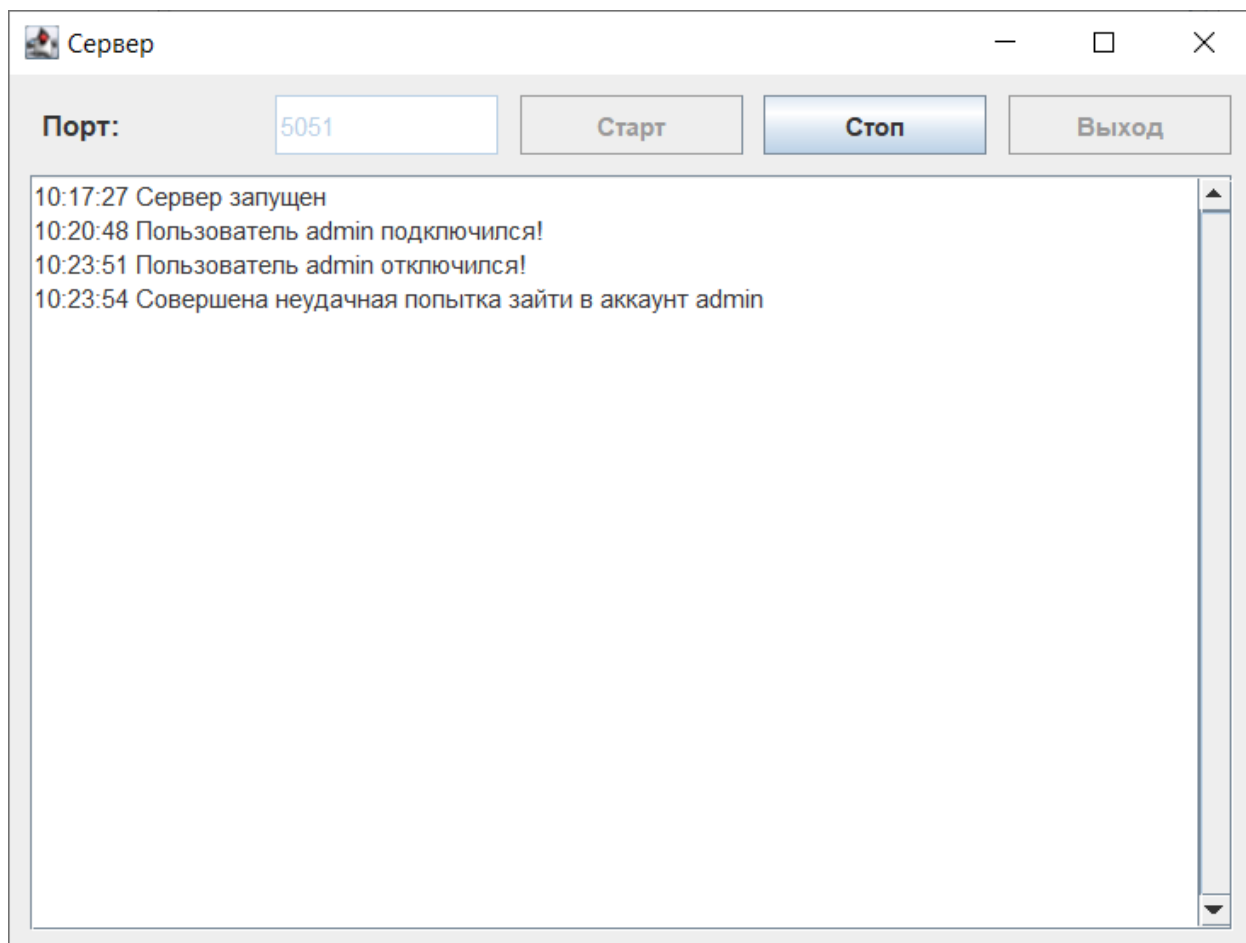 Сервер
Порт: 5051 Старт Стоп Выход
10:17:27 Сервер запущен
10:20:48 Пользователь admin подключился!
10:23:51 Пользователь admin отключился!
10:23:54 Совершена неудачная попытка зайти в аккаунт admin